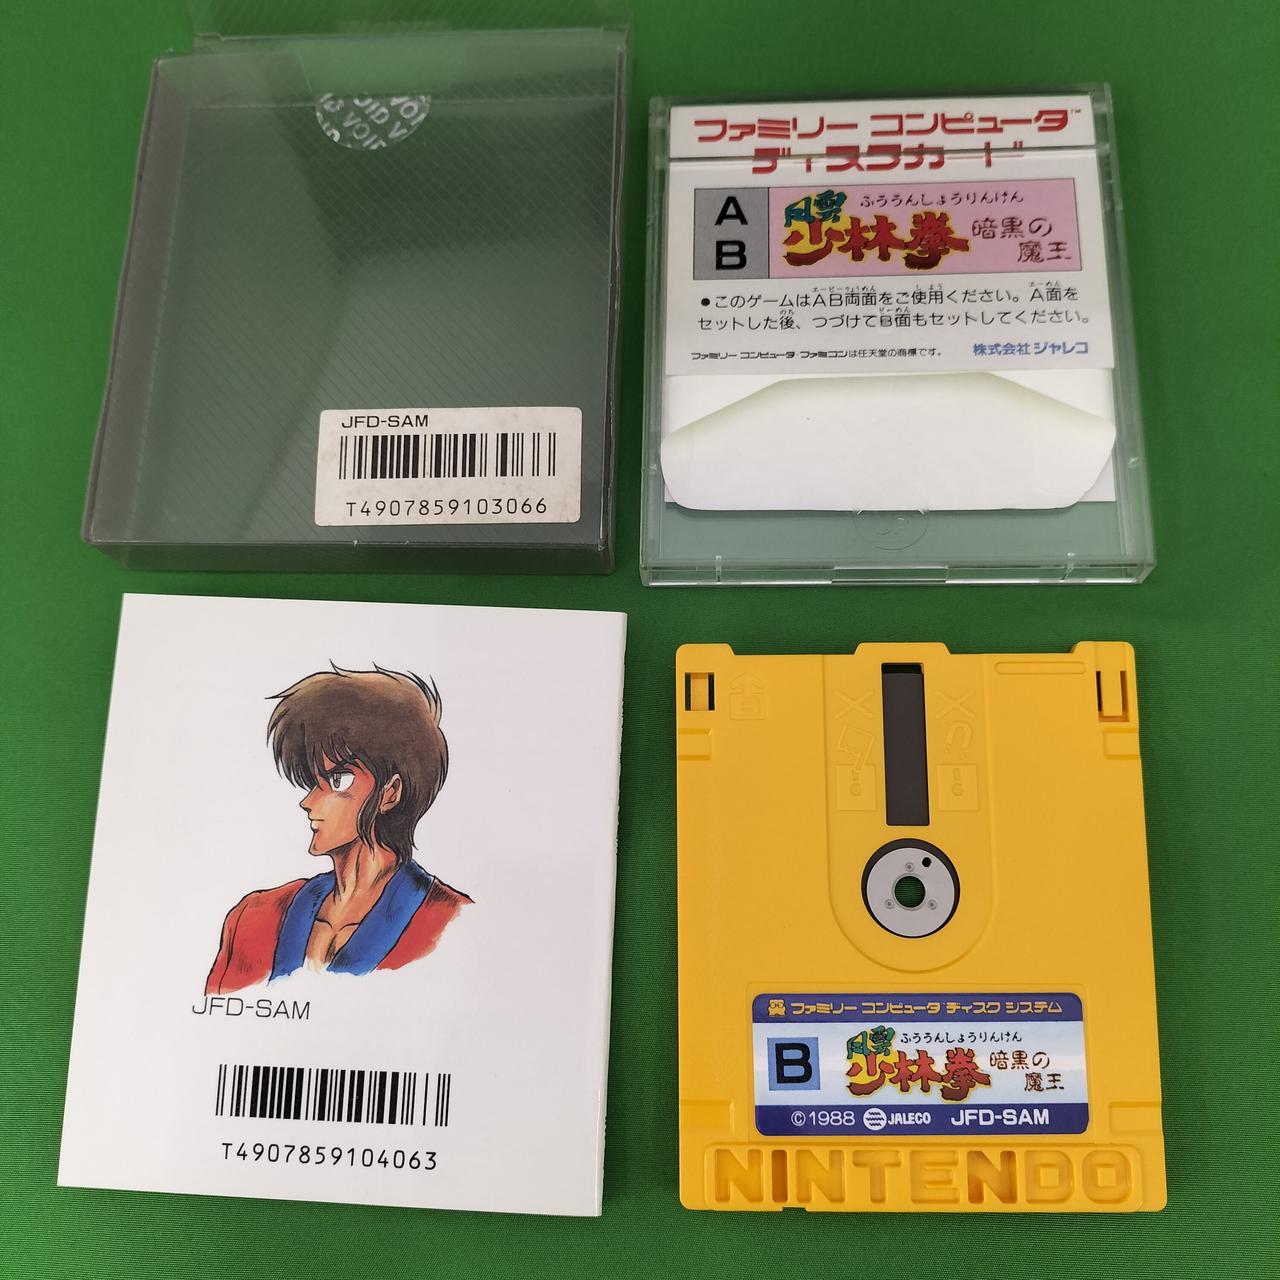 VOID
JFD-SAM
T4907859103066
ファミリー コンピュータ™
ディスクカード
A
B
ふううんしょうりんけん
風雲
少林拳
暗黒の
魔王
●このゲームはAB両面をご使用ください。A面を
セットした後、つづけてB面もセットしてください。
ファミリー コンピュータ・ファミコンは任天堂の商標です。
株式会社ジャレコ
JFD-SAM
T4907859104063
ファミリー コンピュータ ディスク システム
B
ふううんしょうりんけん
風雲
少林拳
暗黒の
魔王
©1988 JALECO JFD-SAM
NINTENDO